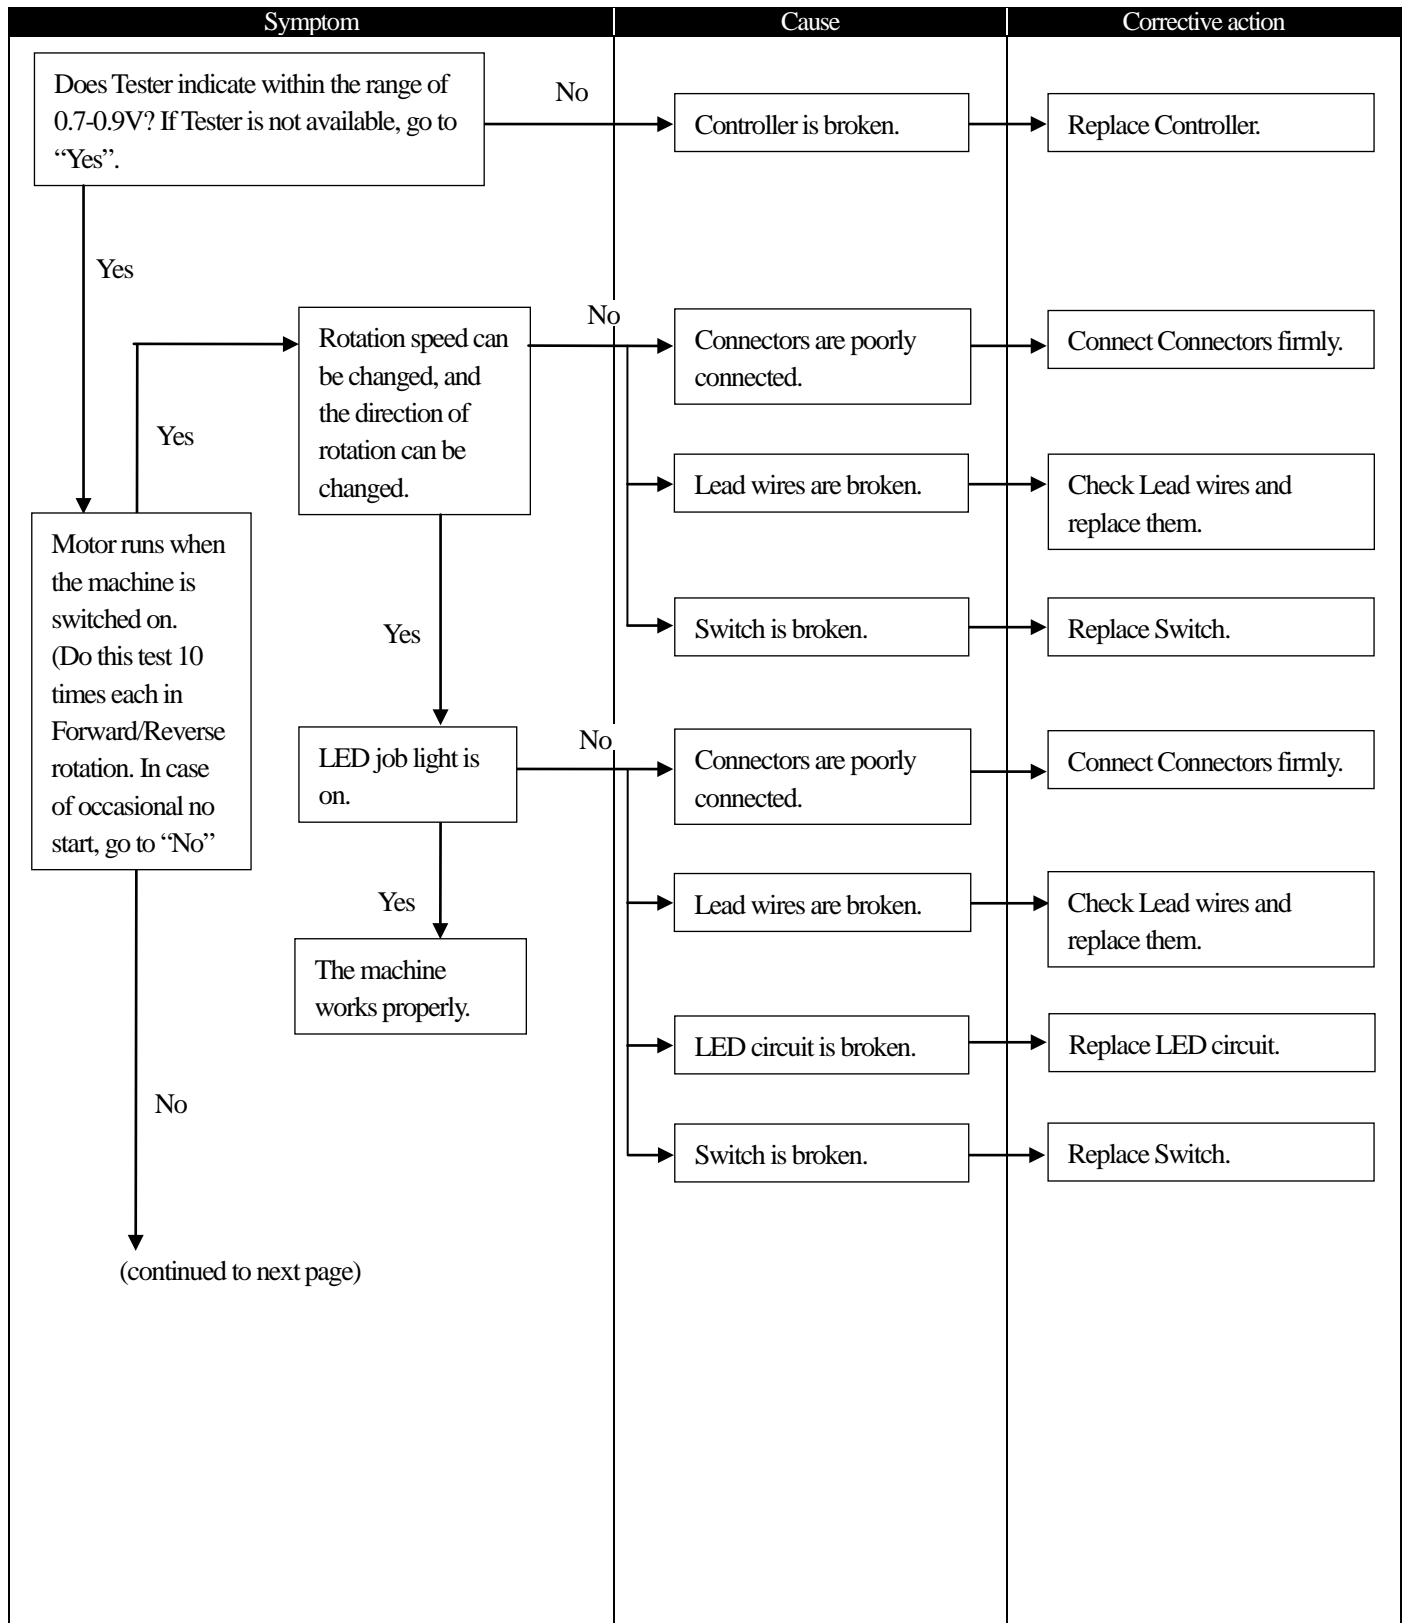 Symptom
Cause
Corrective action
Does Tester indicate within the range of
0.7-0.9V? If Tester is not available, go to
“Yes”.
No
Controller is broken.
Replace Controller.
Yes
Rotation speed can
be changed, and
the direction of
rotation can be
changed.
No
Connectors are poorly
connected.
Connect Connectors firmly.
Yes
Lead wires are broken.
Check Lead wires and
replace them.
Motor runs when
the machine is
switched on.
(Do this test 10
times each in
Forward/Reverse
rotation. In case
of occasional no
start, go to “No”
Switch is broken.
Replace Switch.
Yes
LED job light is
on.
No
Connectors are poorly
connected.
Connect Connectors firmly.
Yes
Lead wires are broken.
Check Lead wires and
replace them.
The machine
works properly.
LED circuit is broken.
Replace LED circuit.
No
Switch is broken.
Replace Switch.
(continued to next page)